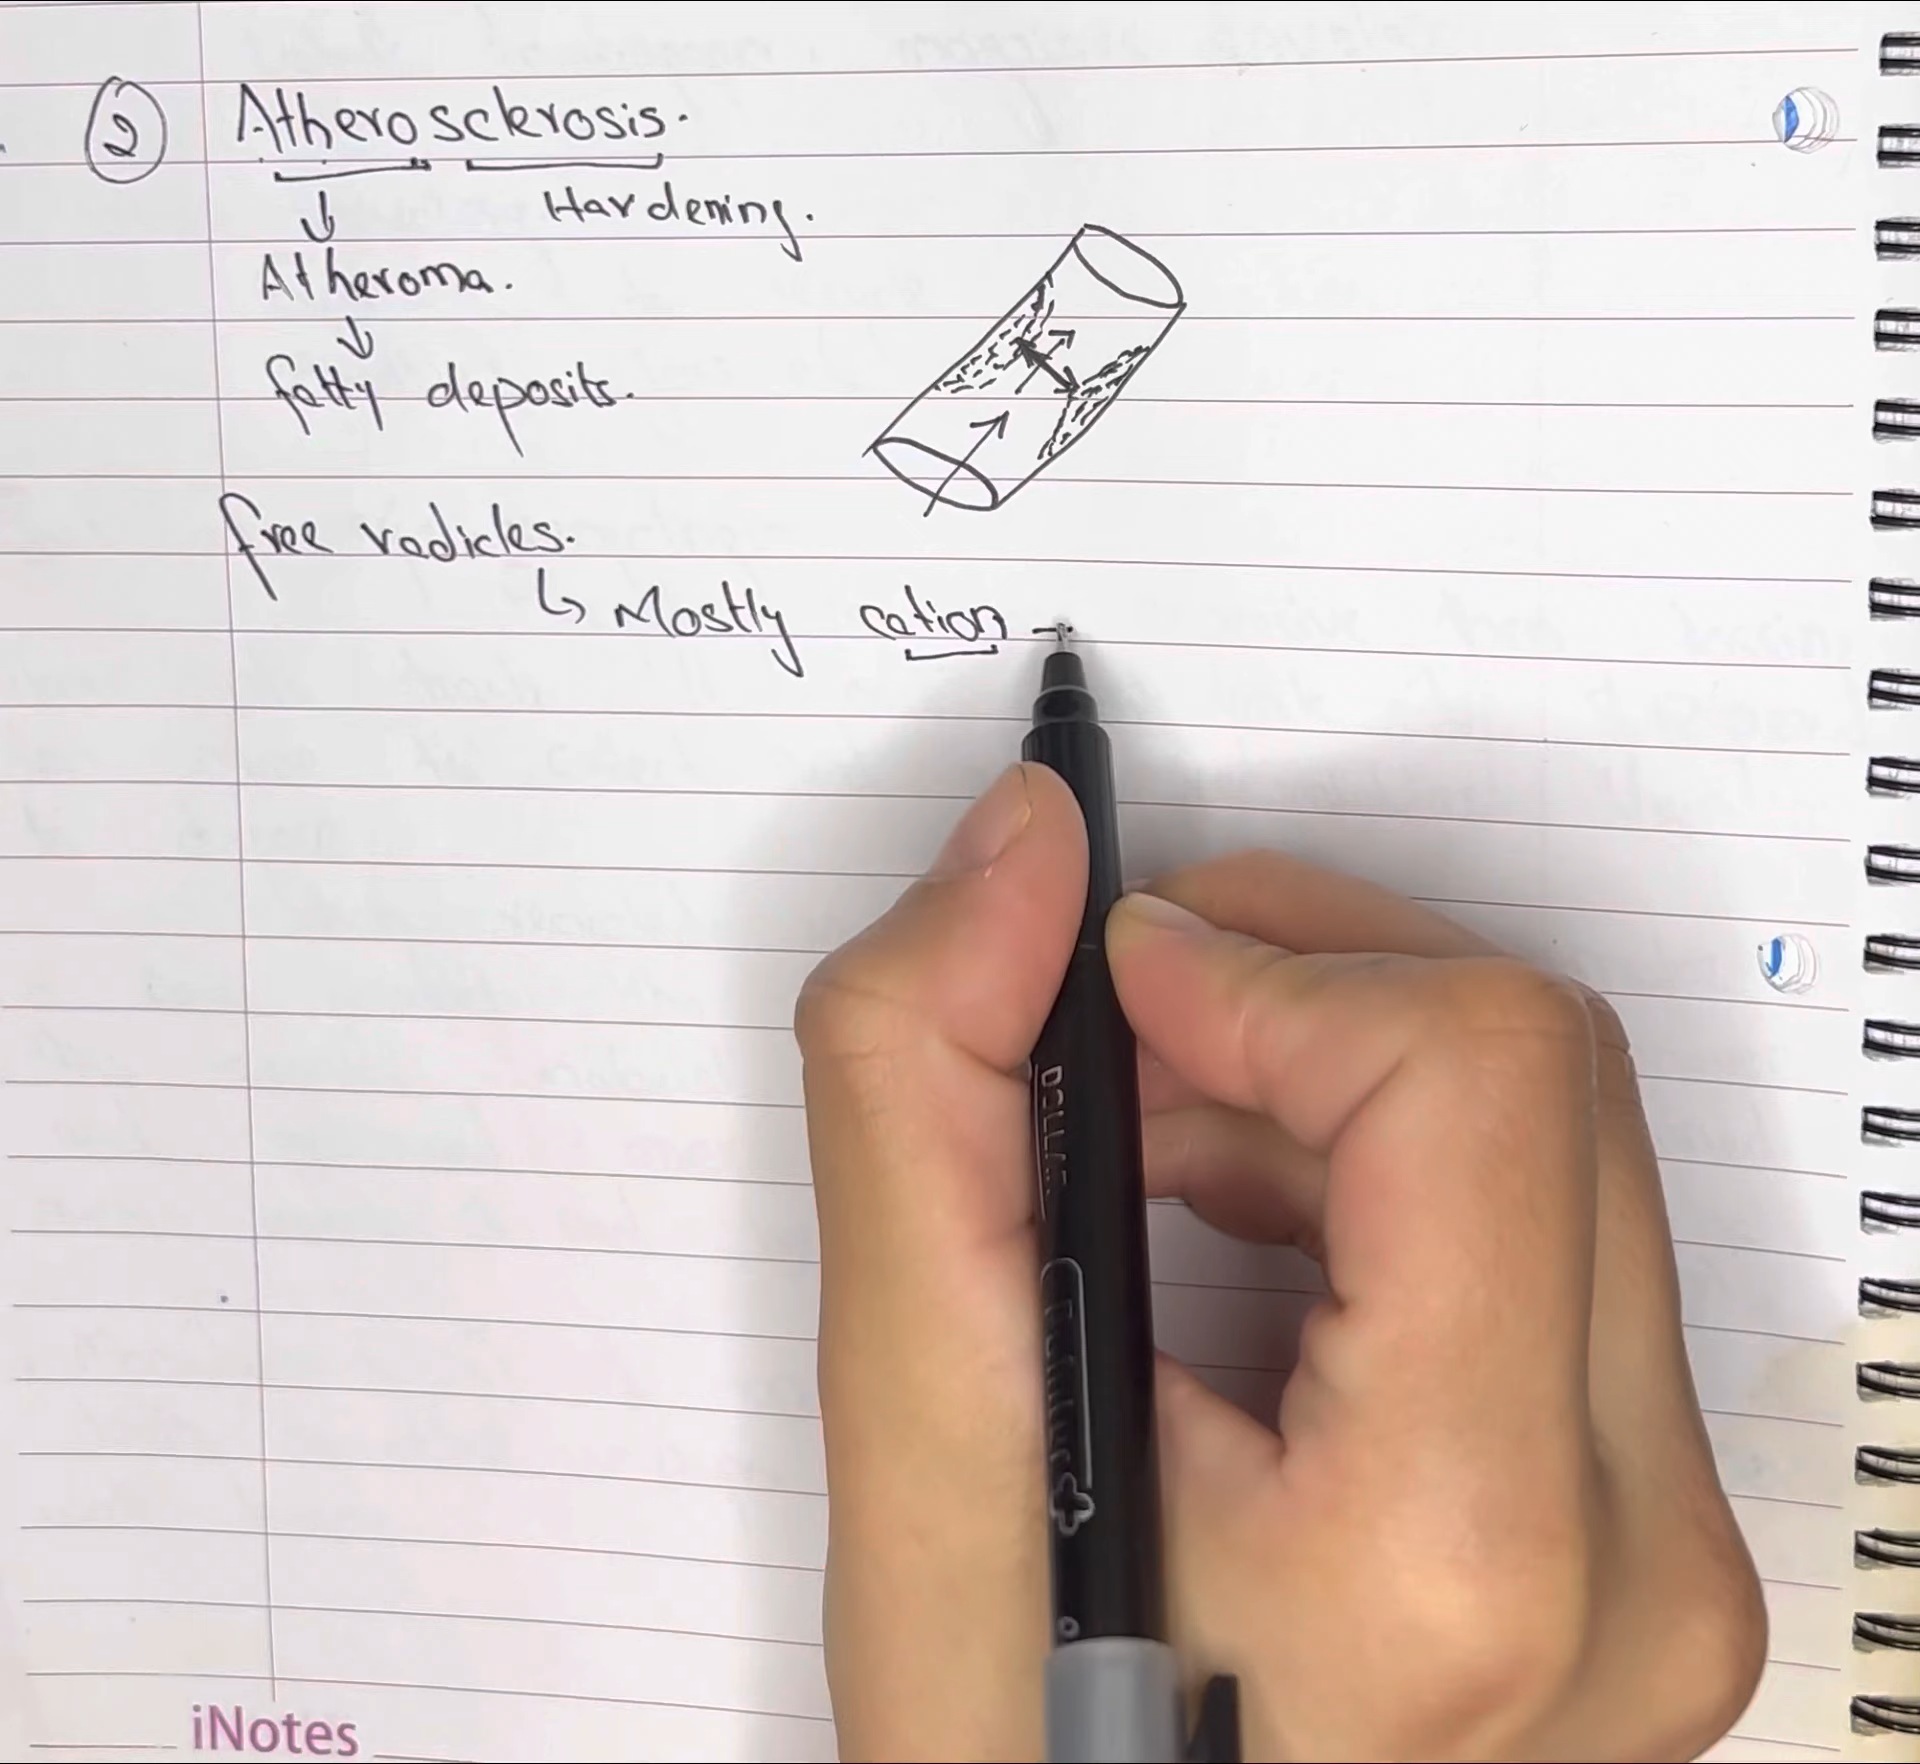 2 Atherosclerosis.
Hardening.
Atheroma.
fatty deposits.
free radicles.
Mostly cation
DOLLAR
iNotes